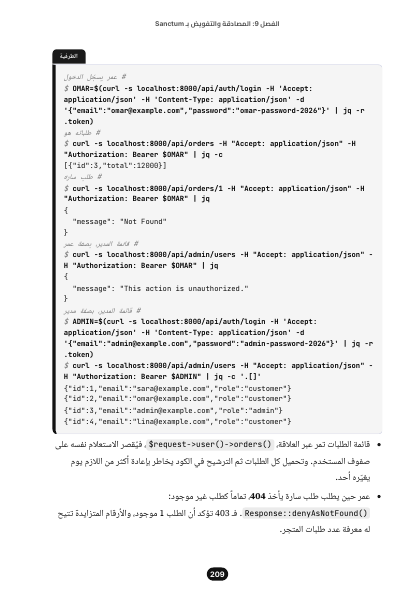 الفصل 9: المصادقة والتفويض بـ Sanctum
الطرفية
# عمر يسجّل الدخول
$ OMAR=$(curl -s localhost:8000/api/auth/login -H 'Accept:
application/json' -H 'Content-Type: application/json' -d
'{"email":"omar@example.com","password":"omar-password-2026"}' | jq -r
.token)
# طلباته هو
$ curl -s localhost:8000/api/orders -H "Accept: application/json" -H
"Authorization: Bearer $OMAR" | jq -c
[{"id":3,"total":12000}]
# طلب سارة
$ curl -s localhost:8000/api/orders/1 -H "Accept: application/json" -H
"Authorization: Bearer $OMAR" | jq
{
"message": "Not Found"
}
# قائمة المدير، بصفة عمر
$ curl -s localhost:8000/api/admin/users -H "Accept: application/json" -
H "Authorization: Bearer $OMAR" | jq
{
"message": "This action is unauthorized."
}
# قائمة المدير، بصفة مدير
$ ADMIN=$(curl -s localhost:8000/api/auth/login -H 'Accept:
application/json' -H 'Content-Type: application/json' -d
'{"email":"admin@example.com","password":"admin-password-2026"}' | jq -r
.token)
$ curl -s localhost:8000/api/admin/users -H "Accept: application/json" -
H "Authorization: Bearer $ADMIN" | jq -c '.[]'
{"id":1,"email":"sara@example.com","role":"customer"}
{"id":2,"email":"omar@example.com","role":"customer"}
{"id":3,"email":"admin@example.com","role":"admin"}
{"id":4,"email":"lina@example.com","role":"customer"}
• قائمة الطلبات تمر عبر العلاقة، $request->user()->orders()، فيُقصر الاستعلام نفسه على
صفوف المستخدم. وتحميل كل الطلبات ثم الترشيح في الكود يخاطر بإعادة أكثر من اللازم يوم
يغيّره أحد.
• عمر حين يطلب طلب سارة يأخذ 404، تماماً كطلب غير موجود:
Response::denyAsNotFound(). فـ 403 تؤكد أن الطلب 1 موجود، والأرقام المتزايدة تتيح
له معرفة عدد طلبات المتجر.
209